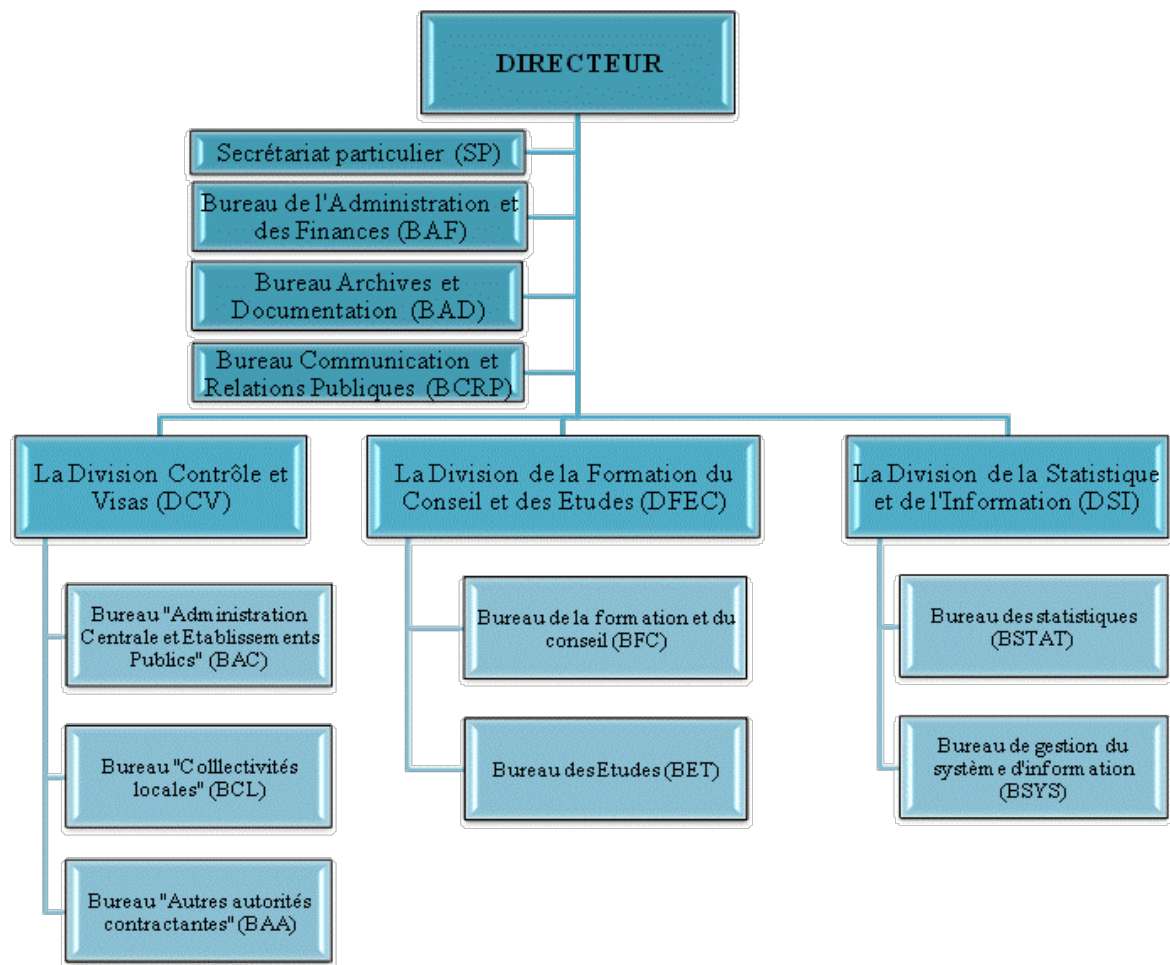 DIRECTEUR
Secrétariat particulier (SP)
Bureau de l'Administration et
des Finances (BAF)
Bureau Archives et
Documentation (BAD)
Bureau Communication et
Relations Publiques (BCRP)
La Division Contrôle et
Visas (DCV)
La Division de la Formation du
Conseil et des Etudes (DFEC)
La Division de la Statistique
et de l'Information (DSI)
Bureau "Administration
Centrale et Etablissements
Publics" (BAC)
Bureau "Colllectivités
locales" (BCL)
Bureau "Autres autorités
contractantes" (BAA)
Bureau de la formation et du
conseil (BFC)
Bureau des Etudes (BET)
Bureau des statistiques
(BSTAT)
Bureau de gestion du
système d'information
(BSYS)